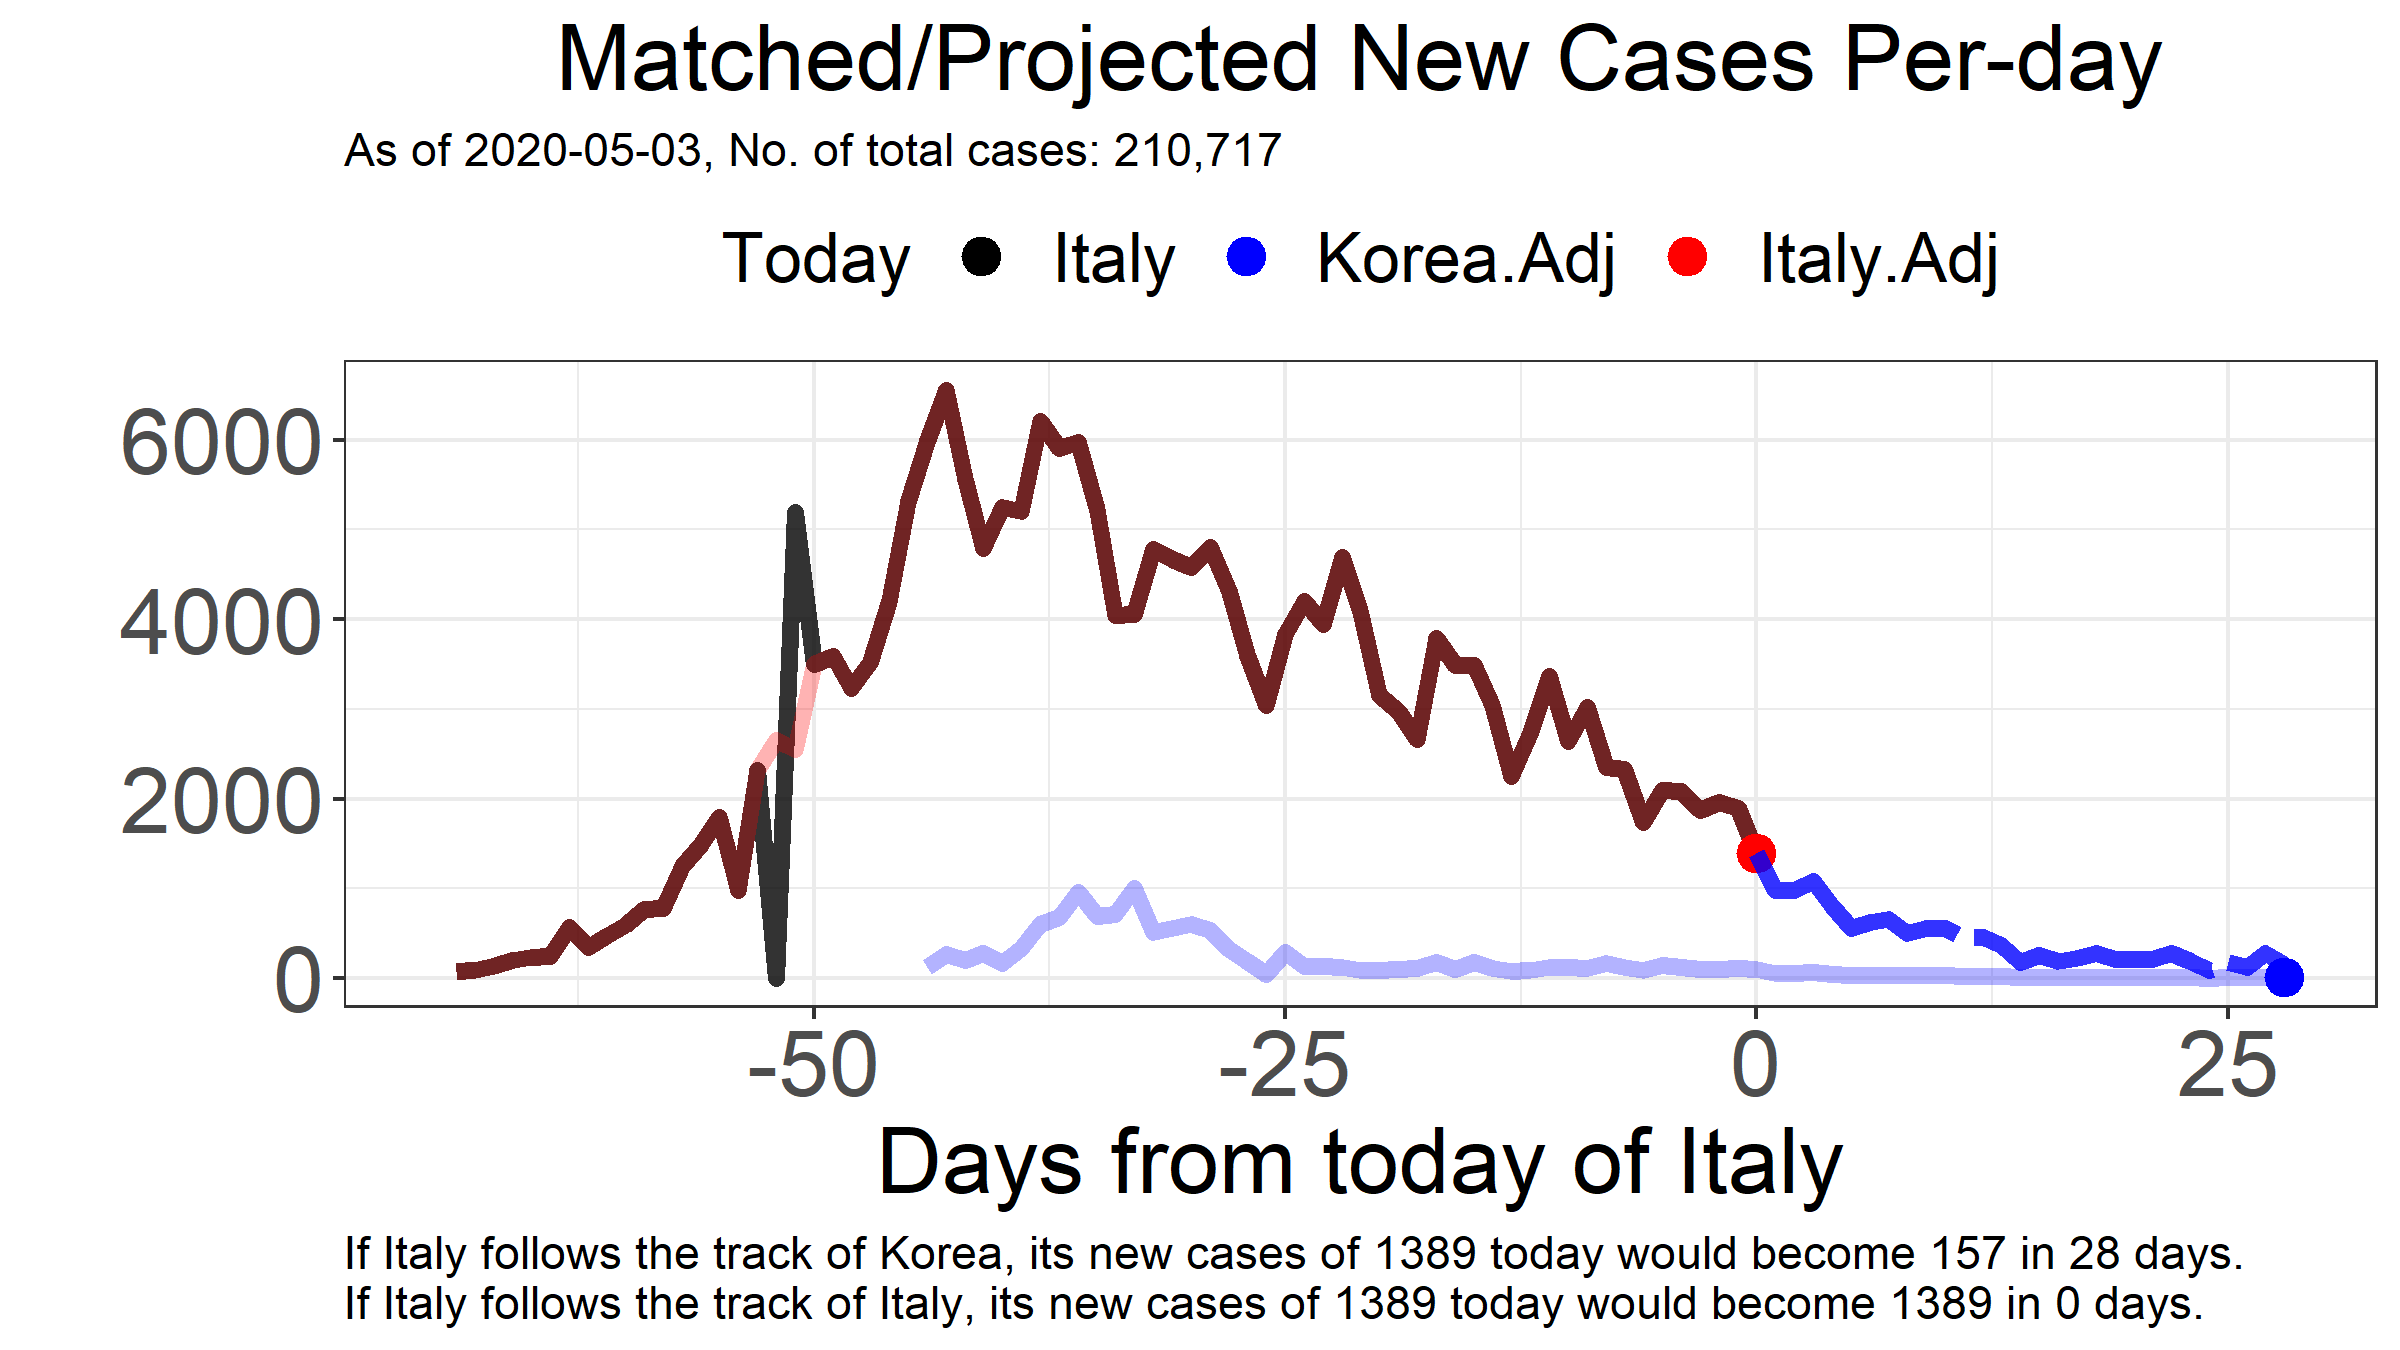 Matched/Projected New Cases Per-day
As of 2020-05-03, No. of total cases: 210,717
Today Italy Korea.Adj Italy.Adj
6000
4000
2000
0
-50 -25 0 25
Days from today of Italy
If Italy follows the track of Korea, its new cases of 1389 today would become 157 in 28 days.
If Italy follows the track of Italy, its new cases of 1389 today would become 1389 in 0 days.